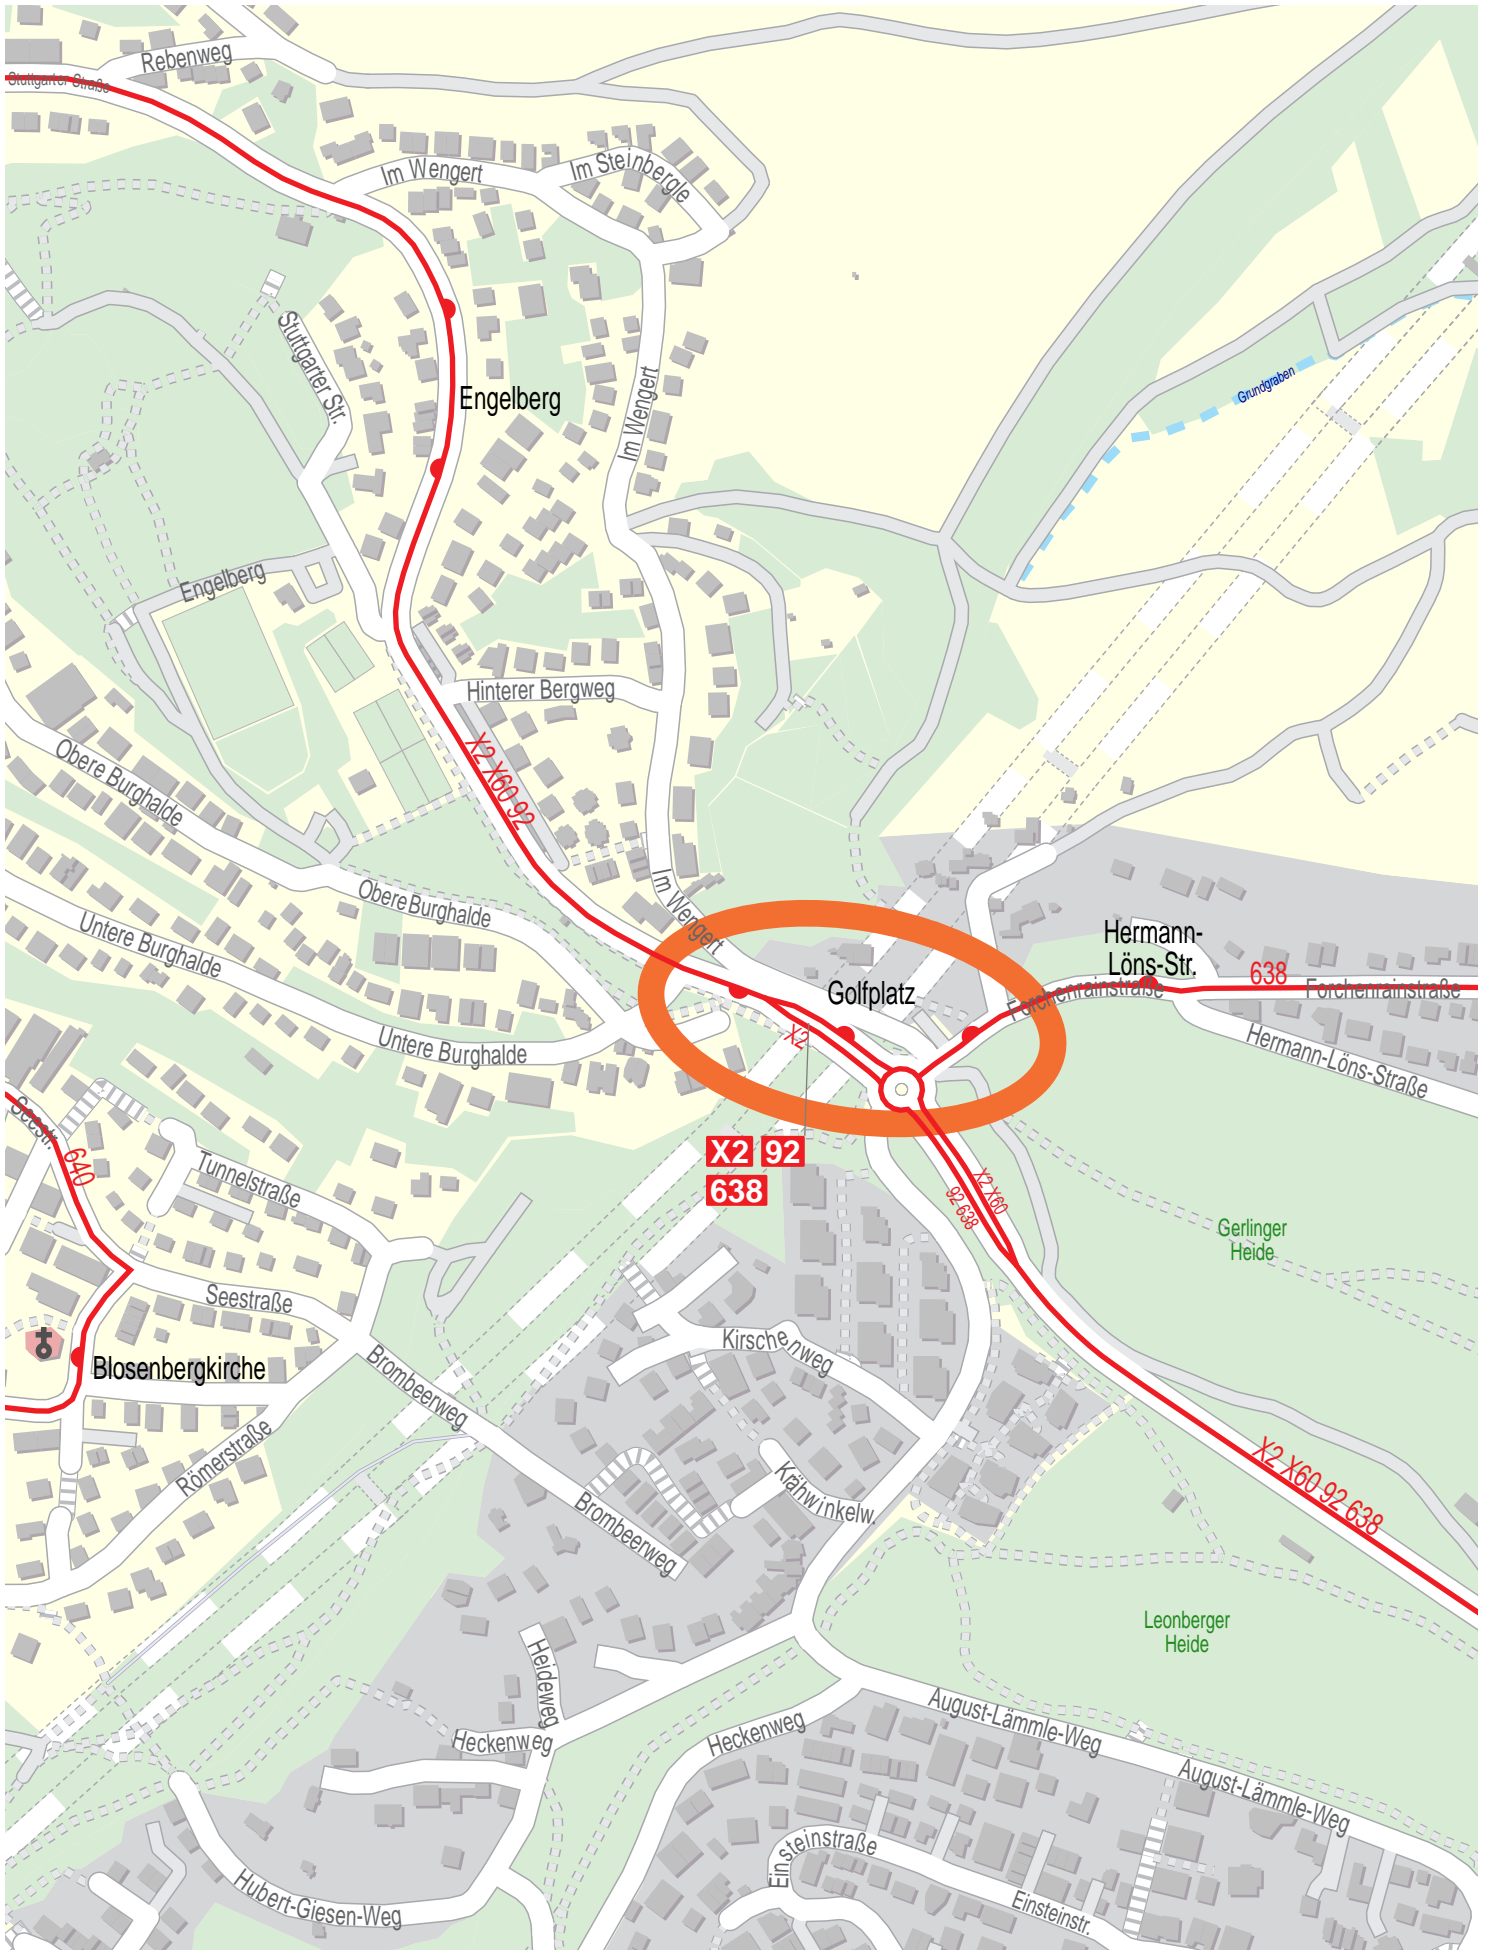 Rebenweg
Stuttgarter Straße
Im Wengert
Im Steinbergle
Stuttgarter Str.
Engelberg
Im Wengert
Grundgraben
Engelberg
Hinterer Bergweg
Obere Burghalde
X2 X60 92
Obere Burghalde
Im Wengert
Untere Burghalde
Hermann-
Löns-Str.
638
Golfplatz
Forchenrainstraße
Forchenrainstraße
Untere Burghalde
X2
Hermann-Löns-Straße
Seestr.
640
X2 92
638
Tunnelstraße
X2 X60
92 638
Gerlinger
Heide
Seestraße
Kirschenweg
Blosenbergkirche
Brombeerweg
Römerstraße
X2 X60 92 638
Krähwinkelw.
Brombeerweg
Leonberger
Heide
Heideweg
Heckenweg
Heckenweg
August-Lämmle-Weg
August-Lämmle-Weg
Einsteinstraße
Hubert-Giesen-Weg
Einsteinstr.